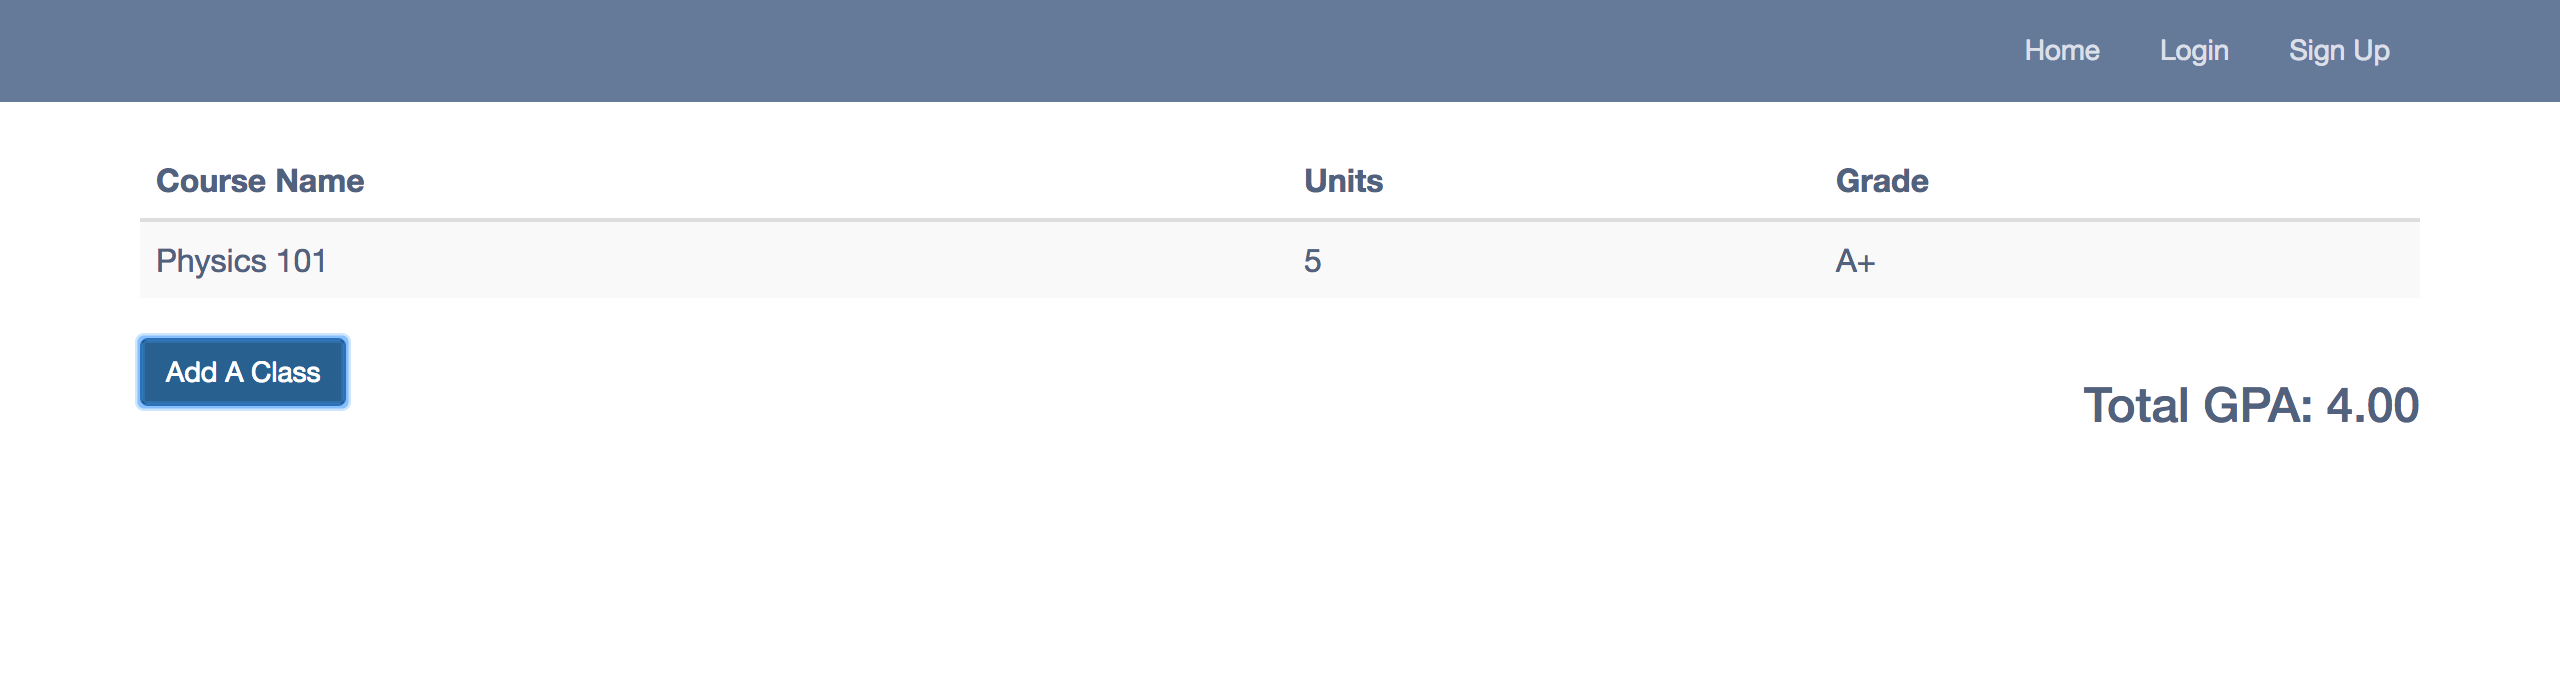 Home Login Sign Up
Course Name Units Grade
Physics 101 5 A+
Add A Class
Total GPA: 4.00